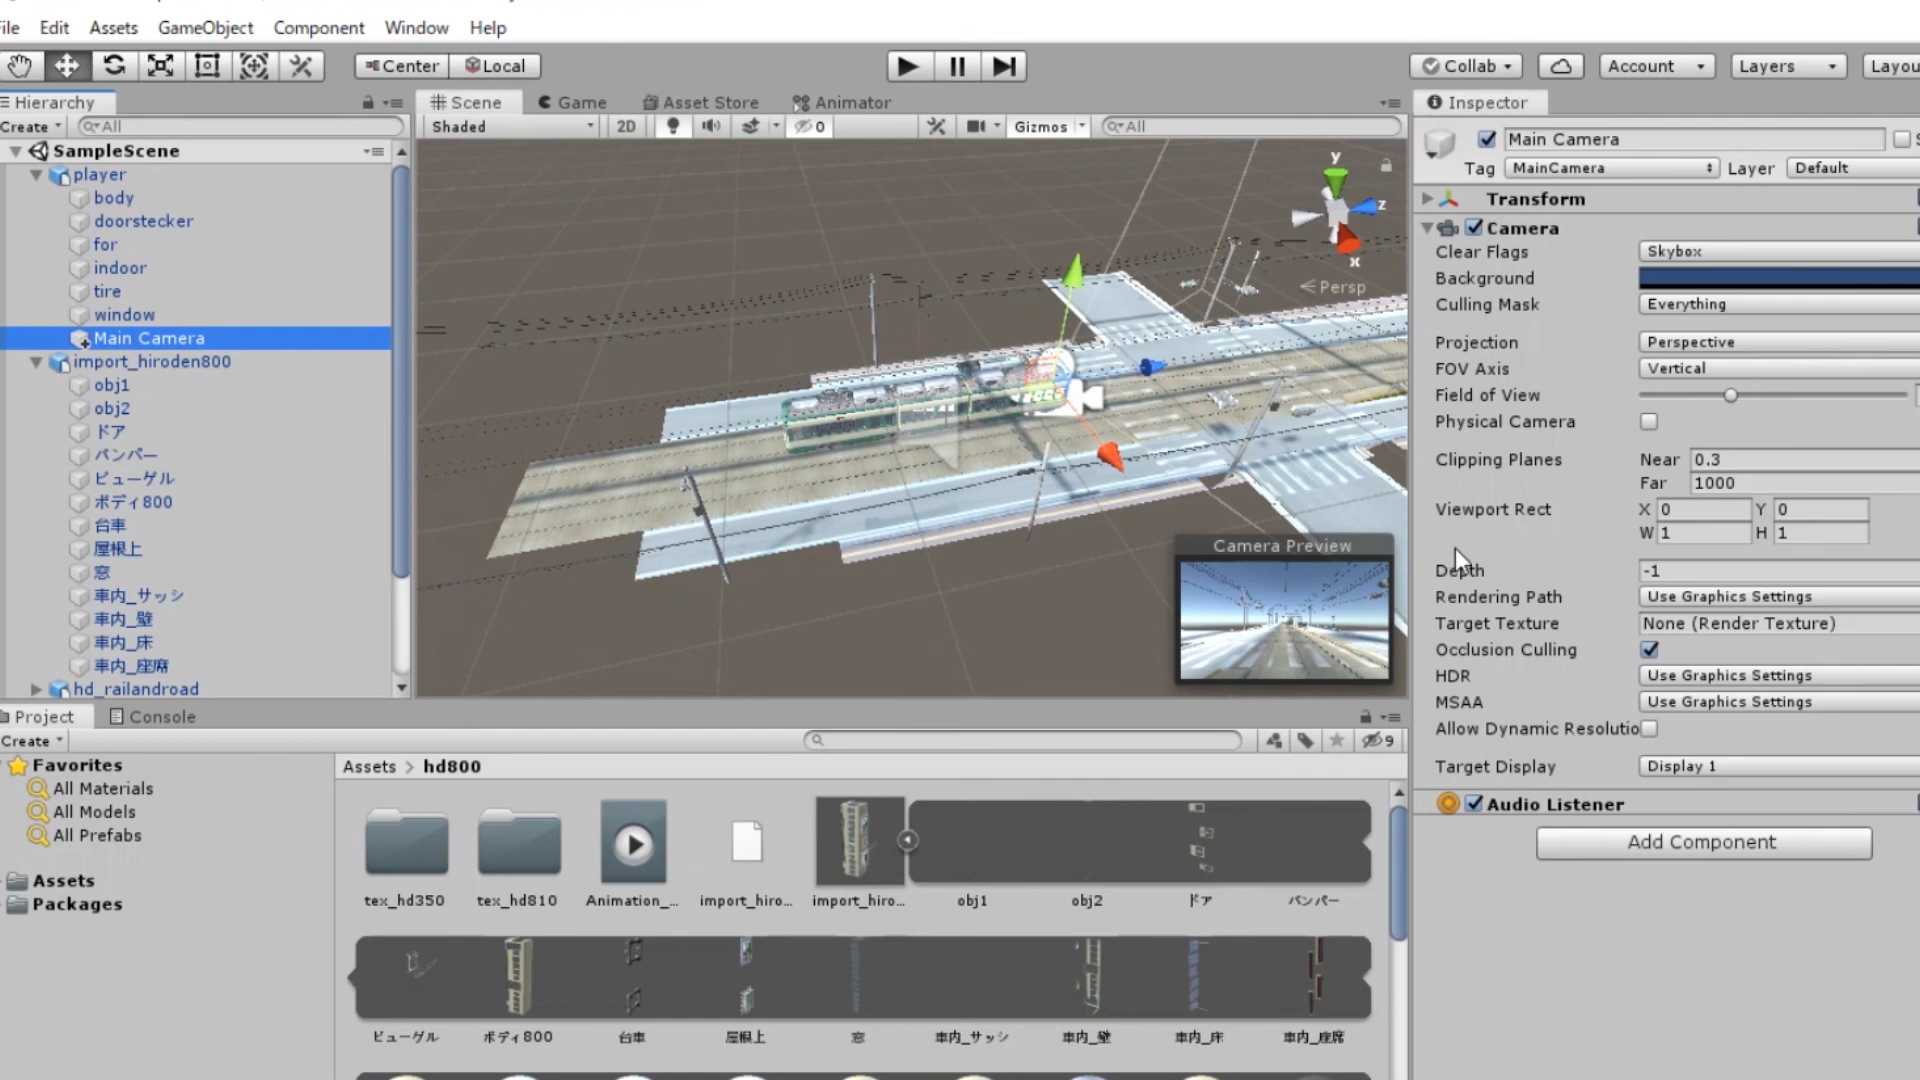 File Edit Assets GameObject Component Window Help
Center Local Collab Account Layers Layou
Hierarchy
Create All
SampleScene
player
body
doorstecker
for
indoor
tire
window
Main Camera
import_hiroden800
obj1
obj2
ドア
バンパー
ビューゲル
ボディ800
台車
屋根上
窓
車内_サッシ
車内_壁
車内_床
車内_座席
hd_railandroad
Scene Game Asset Store Animator
Shaded 2D 0 Gizmos All
y
z
x
Persp
Camera Preview
Inspector
Main Camera S
Tag MainCamera Layer Default
Transform
Camera
Clear Flags Skybox
Background
Culling Mask Everything
Projection Perspective
FOV Axis Vertical
Field of View
Physical Camera
Clipping Planes Near 0.3
Far 1000
Viewport Rect X 0 Y 0
W 1 H 1
Depth -1
Rendering Path Use Graphics Settings
Target Texture None (Render Texture)
Occlusion Culling
HDR Use Graphics Settings
MSAA Use Graphics Settings
Allow Dynamic Resolutio
Target Display Display 1
Audio Listener
Add Component
Project Console
Create 9
Favorites
All Materials
All Models
All Prefabs
Assets
Packages
Assets > hd800
tex_hd350 tex_hd810 Animation_... import_hiro... import_hiro... obj1 obj2 ドア バンパー
ビューゲル ボディ800 台車 屋根上 窓 車内_サッシ 車内_壁 車内_床 車内_座席